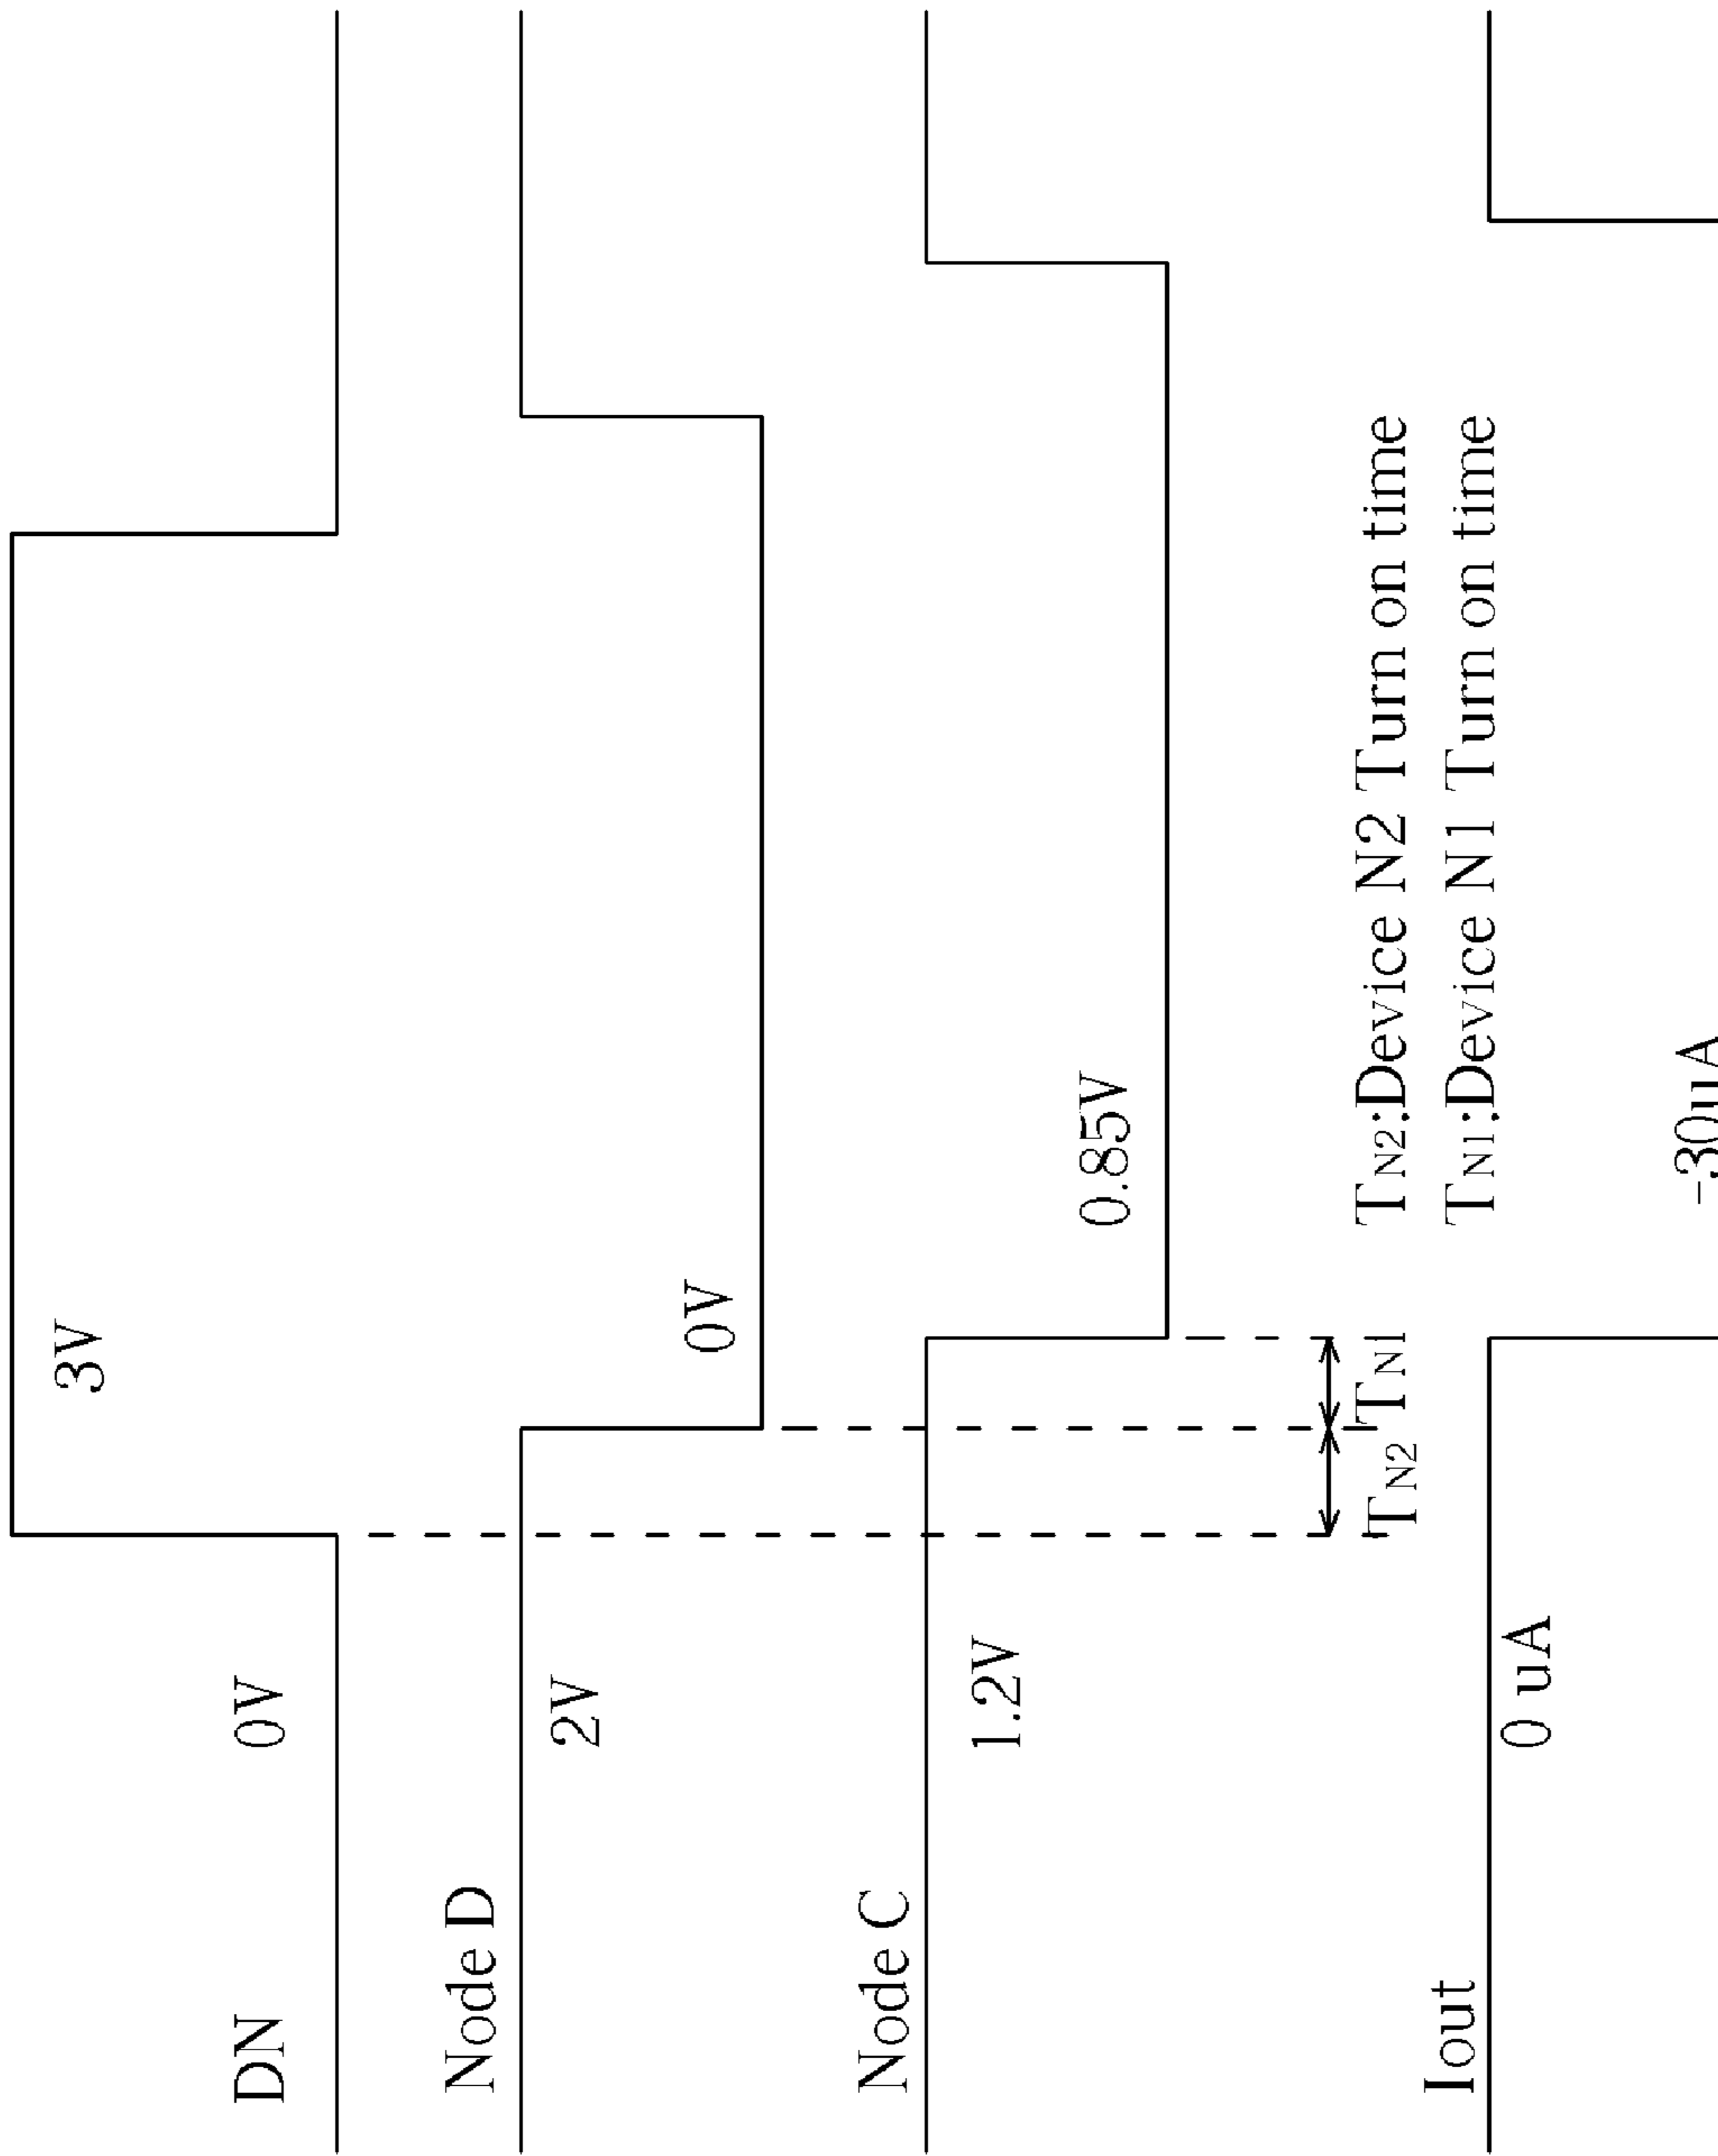 3V
DN 0V
Node D
2V
0V
Node C
1.2V
0.85V
TN2 TN1
TN2:Device N2 Turn on time
TN1:Device N1 Turn on time
Iout
0 uA
-30uA